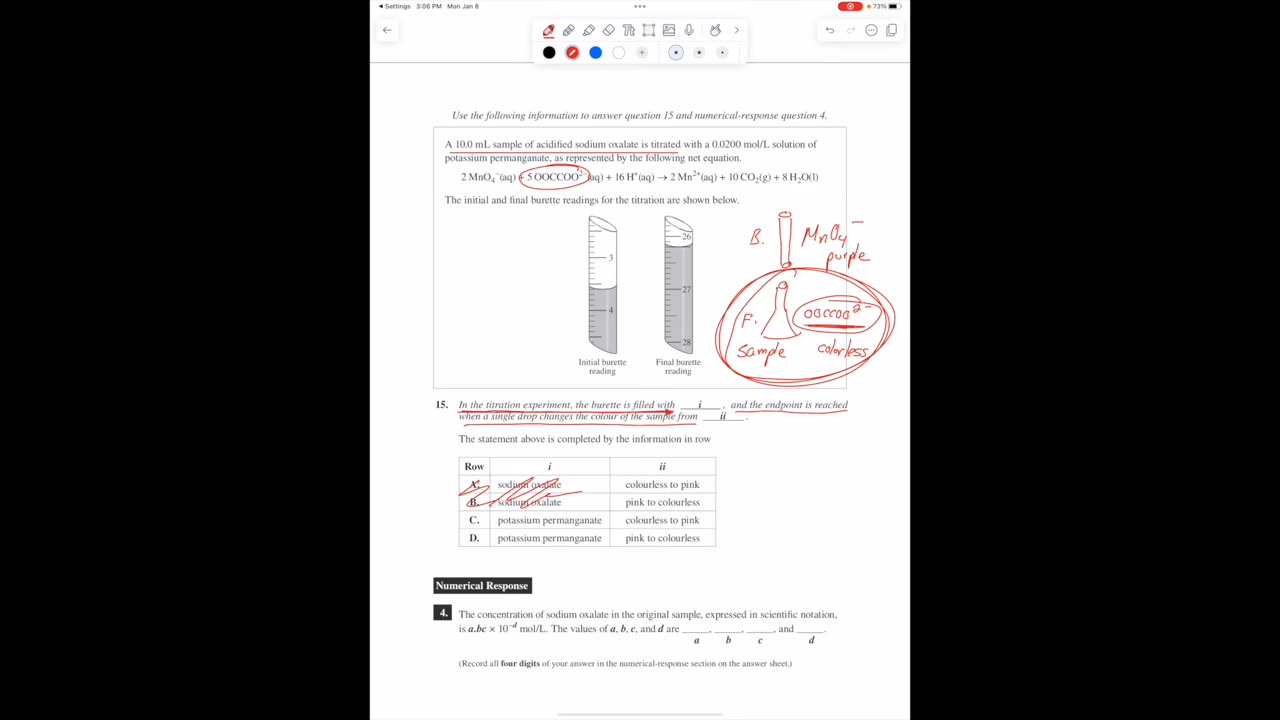 Settings 3:06 PM Mon Jan 8
73%
Use the following information to answer question 15 and numerical-response question 4.
A 10.0 mL sample of acidified sodium oxalate is titrated with a 0.0200 mol/L solution of
potassium permanganate, as represented by the following net equation.
2 MnO₄⁻(aq) + 5 OOCCOO²⁻(aq) + 16 H⁺(aq) → 2 Mn²⁺(aq) + 10 CO₂(g) + 8 H₂O(l)
The initial and final burette readings for the titration are shown below.
3
4
Initial burette
reading
26
27
28
Final burette
reading
B. MnO₄⁻
purple
F. OOCCOO²⁻
sample colorless
15. In the titration experiment, the burette is filled with ___i___, and the endpoint is reached
when a single drop changes the colour of the sample from ___ii___.
The statement above is completed by the information in row
Row i ii
A. sodium oxalate colourless to pink
B. sodium oxalate pink to colourless
C. potassium permanganate colourless to pink
D. potassium permanganate pink to colourless
Numerical Response
4. The concentration of sodium oxalate in the original sample, expressed in scientific notation,
is a.bc × 10⁻ᵈ mol/L. The values of a, b, c, and d are ____, ____, ____, and ____.
a b c d
(Record all four digits of your answer in the numerical-response section on the answer sheet.)